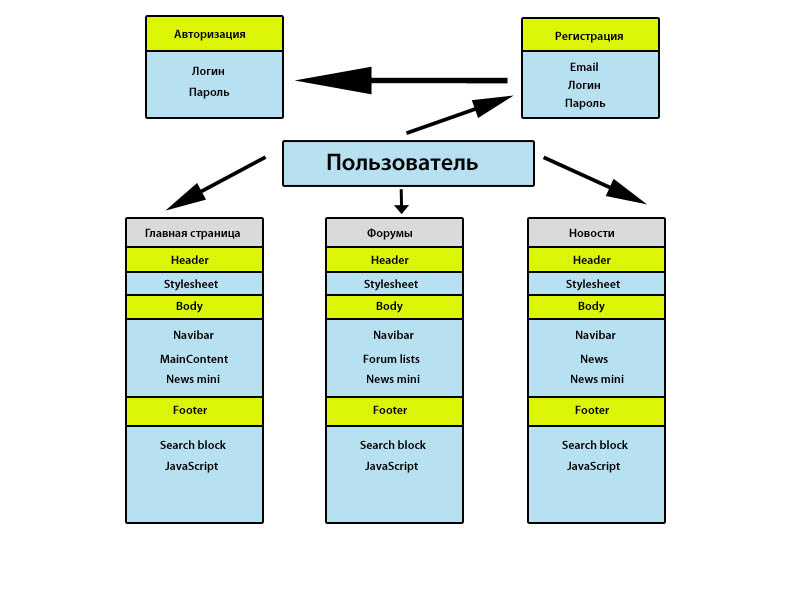 Авторизация
Логин
Пароль
Регистрация
Email
Логин
Пароль
Пользователь
Главная страница
Header
Stylesheet
Body
Navibar
MainContent
News mini
Footer
Search block
JavaScript
Форумы
Header
Stylesheet
Body
Navibar
Forum lists
News mini
Footer
Search block
JavaScript
Новости
Header
Stylesheet
Body
Navibar
News
News mini
Footer
Search block
JavaScript